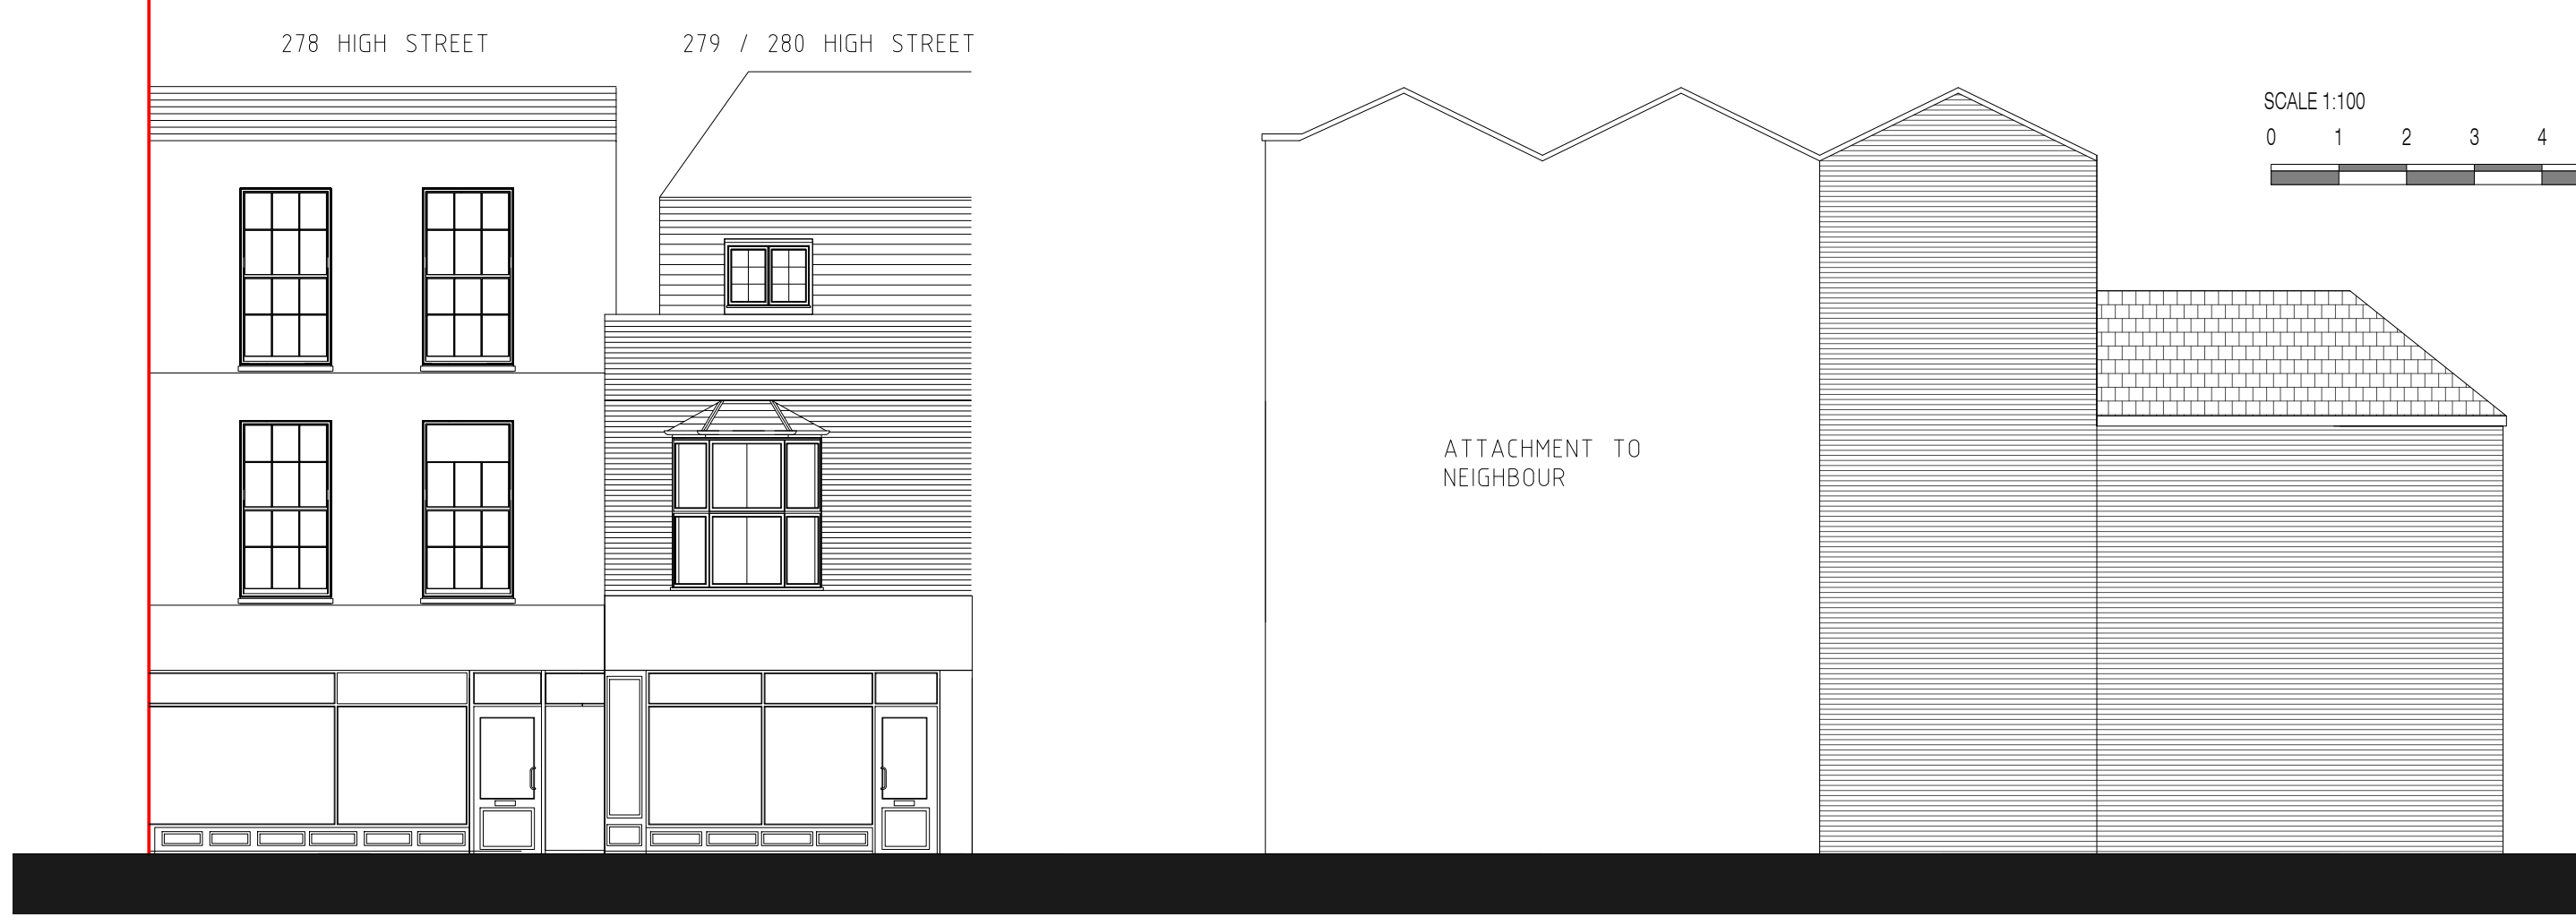 278 HIGH STREET
279 / 280 HIGH STREET
SCALE 1:100
0 1 2 3 4
ATTACHMENT TO
NEIGHBOUR